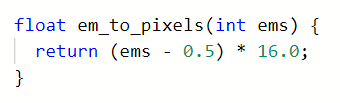 float em_to_pixels(int ems) {
  return (ems - 0.5) * 16.0;
}